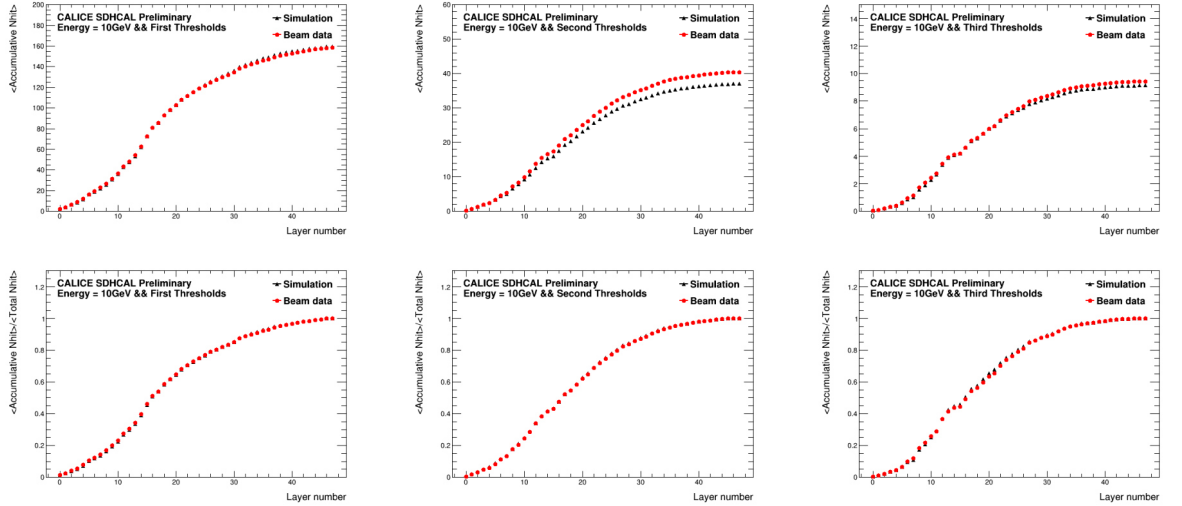 <Accumulative Nhit>
200
180
160
140
120
100
80
60
40
20
0
CALICE SDHCAL Preliminary
Energy = 10GeV && First Thresholds
Simulation
Beam data
0 10 20 30 40
Layer number
<Accumulative Nhit>
60
50
40
30
20
10
0
CALICE SDHCAL Preliminary
Energy = 10GeV && Second Thresholds
Simulation
Beam data
0 10 20 30 40
Layer number
<Accumulative Nhit>
14
12
10
8
6
4
2
0
CALICE SDHCAL Preliminary
Energy = 10GeV && Third Thresholds
Simulation
Beam data
0 10 20 30 40
Layer number
<Accumulative Nhit>/<Total Nhit>
1.2
1
0.8
0.6
0.4
0.2
0
CALICE SDHCAL Preliminary
Energy = 10GeV && First Thresholds
Simulation
Beam data
0 10 20 30 40
Layer number
<Accumulative Nhit>/<Total Nhit>
1.2
1
0.8
0.6
0.4
0.2
0
CALICE SDHCAL Preliminary
Energy = 10GeV && Second Thresholds
Simulation
Beam data
0 10 20 30 40
Layer number
<Accumulative Nhit>/<Total Nhit>
1.2
1
0.8
0.6
0.4
0.2
0
CALICE SDHCAL Preliminary
Energy = 10GeV && Third Thresholds
Simulation
Beam data
0 10 20 30 40
Layer number